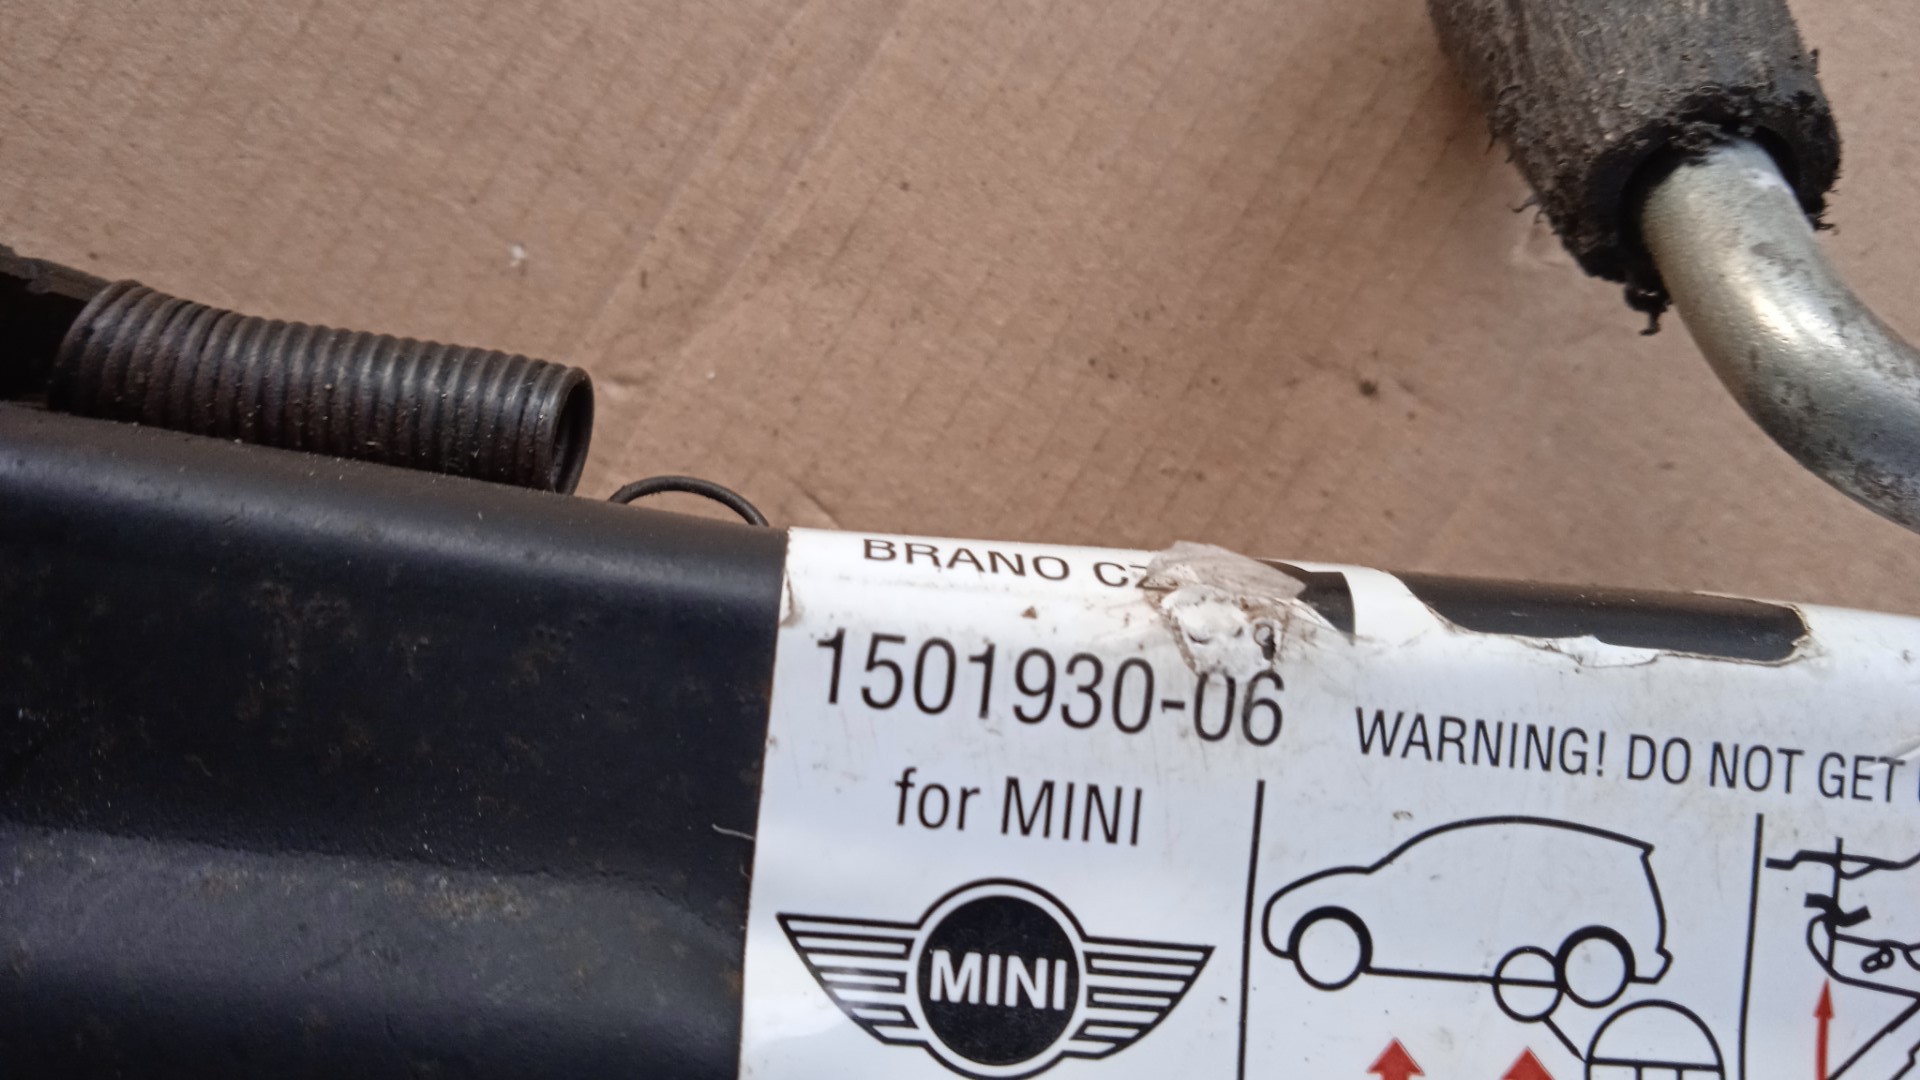 BRANO CZ
1501930-06
for MINI
WARNING! DO NOT GET
MINI